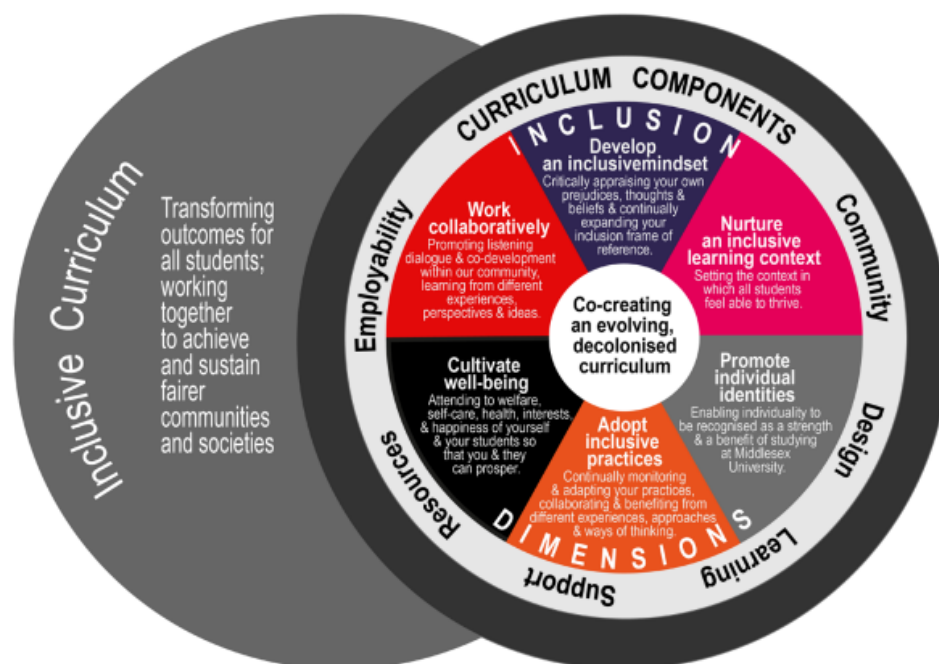 Inclusive Curriculum
Transforming
outcomes for
all students;
working
together
to achieve
and sustain
fairer
communities
and societies
CURRICULUM COMPONENTS
Community
Design
Learning
Support
Resources
Employability
INCLUSION
Develop
an inclusivemindset
Critically appraising your own
prejudices, thoughts &
beliefs & continually
expanding your
inclusion frame of
reference.
Nurture
an inclusive
learning context
Setting the context in
which all students
feel able to thrive.
Promote
individual
identities
Enabling individuality to
be recognised as a strength
& a benefit of studying
at Middlesex
University.
Adopt
inclusive
practices
Continually monitoring
& adapting your practices,
collaborating & benefiting from
different experiences, approaches
& ways of thinking.
DIMENSIONS
Cultivate
well-being
Attending to welfare,
self-care, health, interests,
& happiness of yourself
& your students so
that you & they
can prosper.
Work
collaboratively
Promoting listening
dialogue & co-development
within our community,
learning from different
experiences,
perspectives & ideas.
Co-creating
an evolving,
decolonised
curriculum